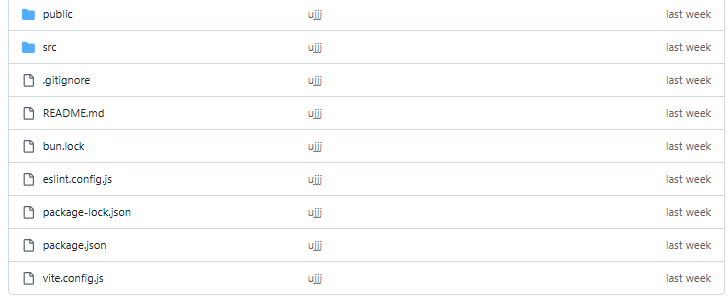 public ujjj last week
src ujjj last week
.gitignore ujjj last week
README.md ujjj last week
bun.lock ujjj last week
eslint.config.js ujjj last week
package-lock.json ujjj last week
package.json ujjj last week
vite.config.js ujjj last week